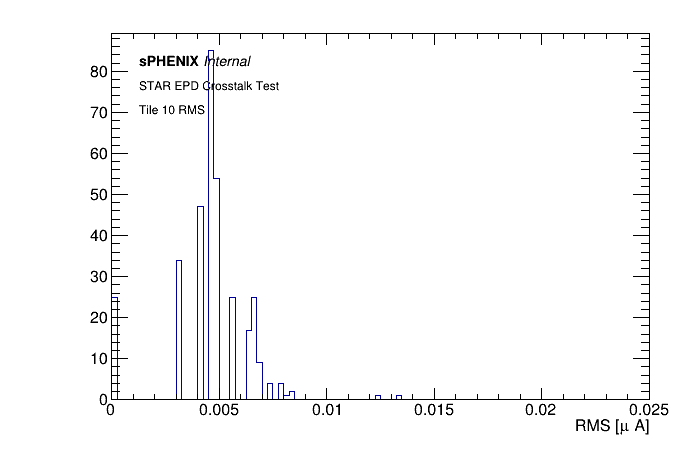 sPHENIX Internal
STAR EPD Crosstalk Test
Tile 10 RMS
80
70
60
50
40
30
20
10
0
0 0.005 0.01 0.015 0.02 0.025
RMS [μ A]